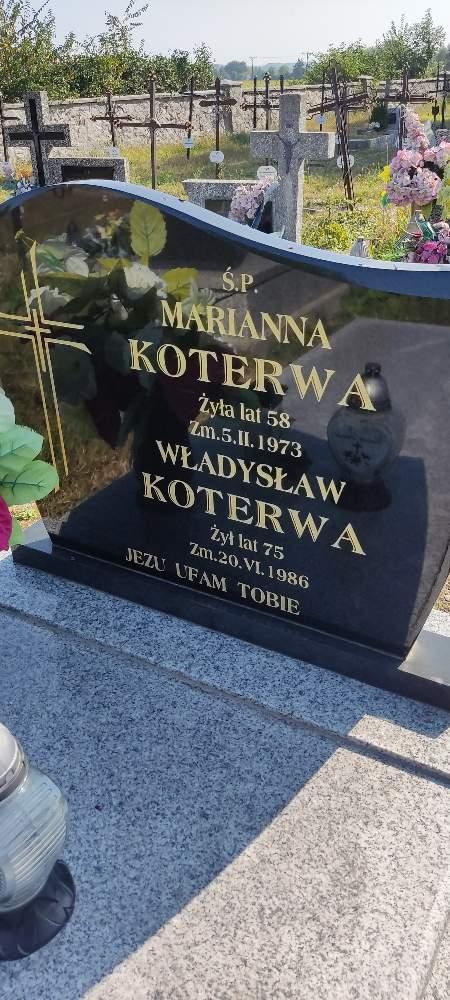 Ś.P.
MARIANNA
KOTERWA
Żyła lat 58
Zm.5.II.1973
WŁADYSŁAW
KOTERWA
Żył lat 75
Zm.20.VI.1986
JEZU UFAM TOBIE